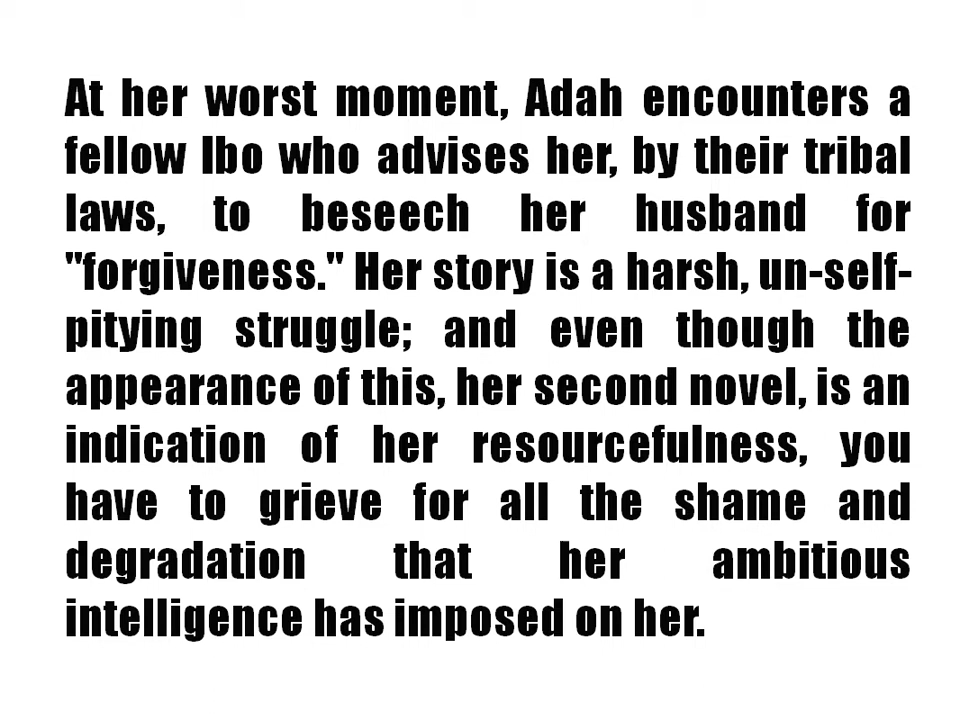 At her worst moment, Adah encounters a
fellow Ibo who advises her, by their tribal
laws, to beseech her husband for
"forgiveness." Her story is a harsh, un-self-
pitying struggle; and even though the
appearance of this, her second novel, is an
indication of her resourcefulness, you
have to grieve for all the shame and
degradation that her ambitious
intelligence has imposed on her.